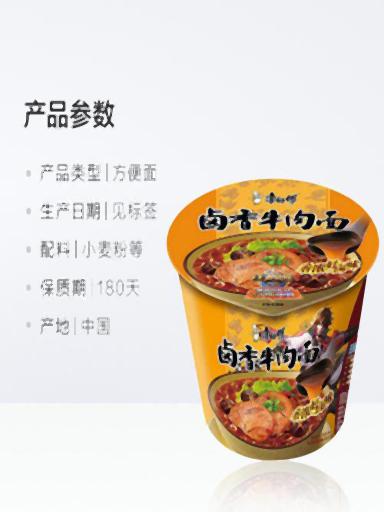 产品参数
产品类型|方便面
生产日期|见标签
配料|小麦粉等
保质期|180天
产地|中国
康师傅
卤香牛肉面
康师傅
卤香牛肉面